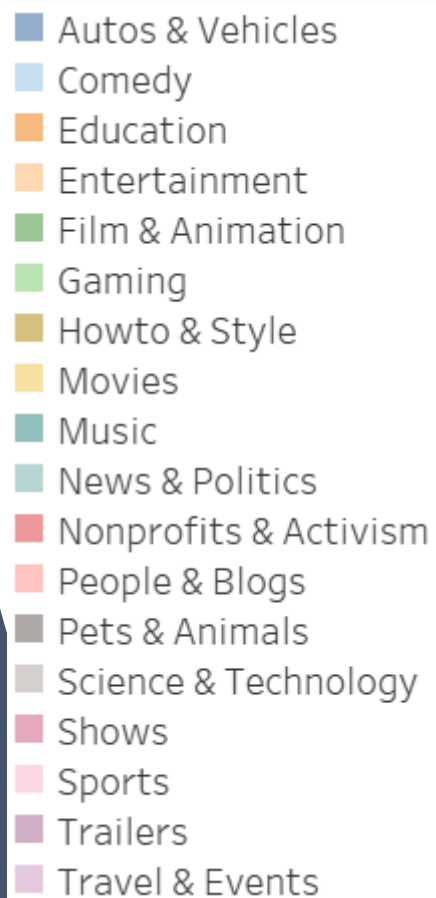 Autos & Vehicles
Comedy
Education
Entertainment
Film & Animation
Gaming
Howto & Style
Movies
Music
News & Politics
Nonprofits & Activism
People & Blogs
Pets & Animals
Science & Technology
Shows
Sports
Trailers
Travel & Events